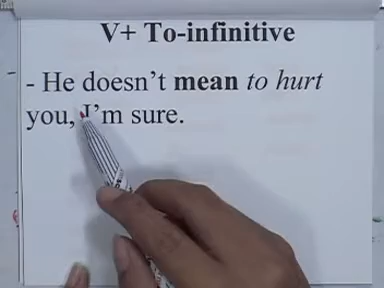 V+ To-infinitive
- He doesn't mean to hurt
you, I'm sure.